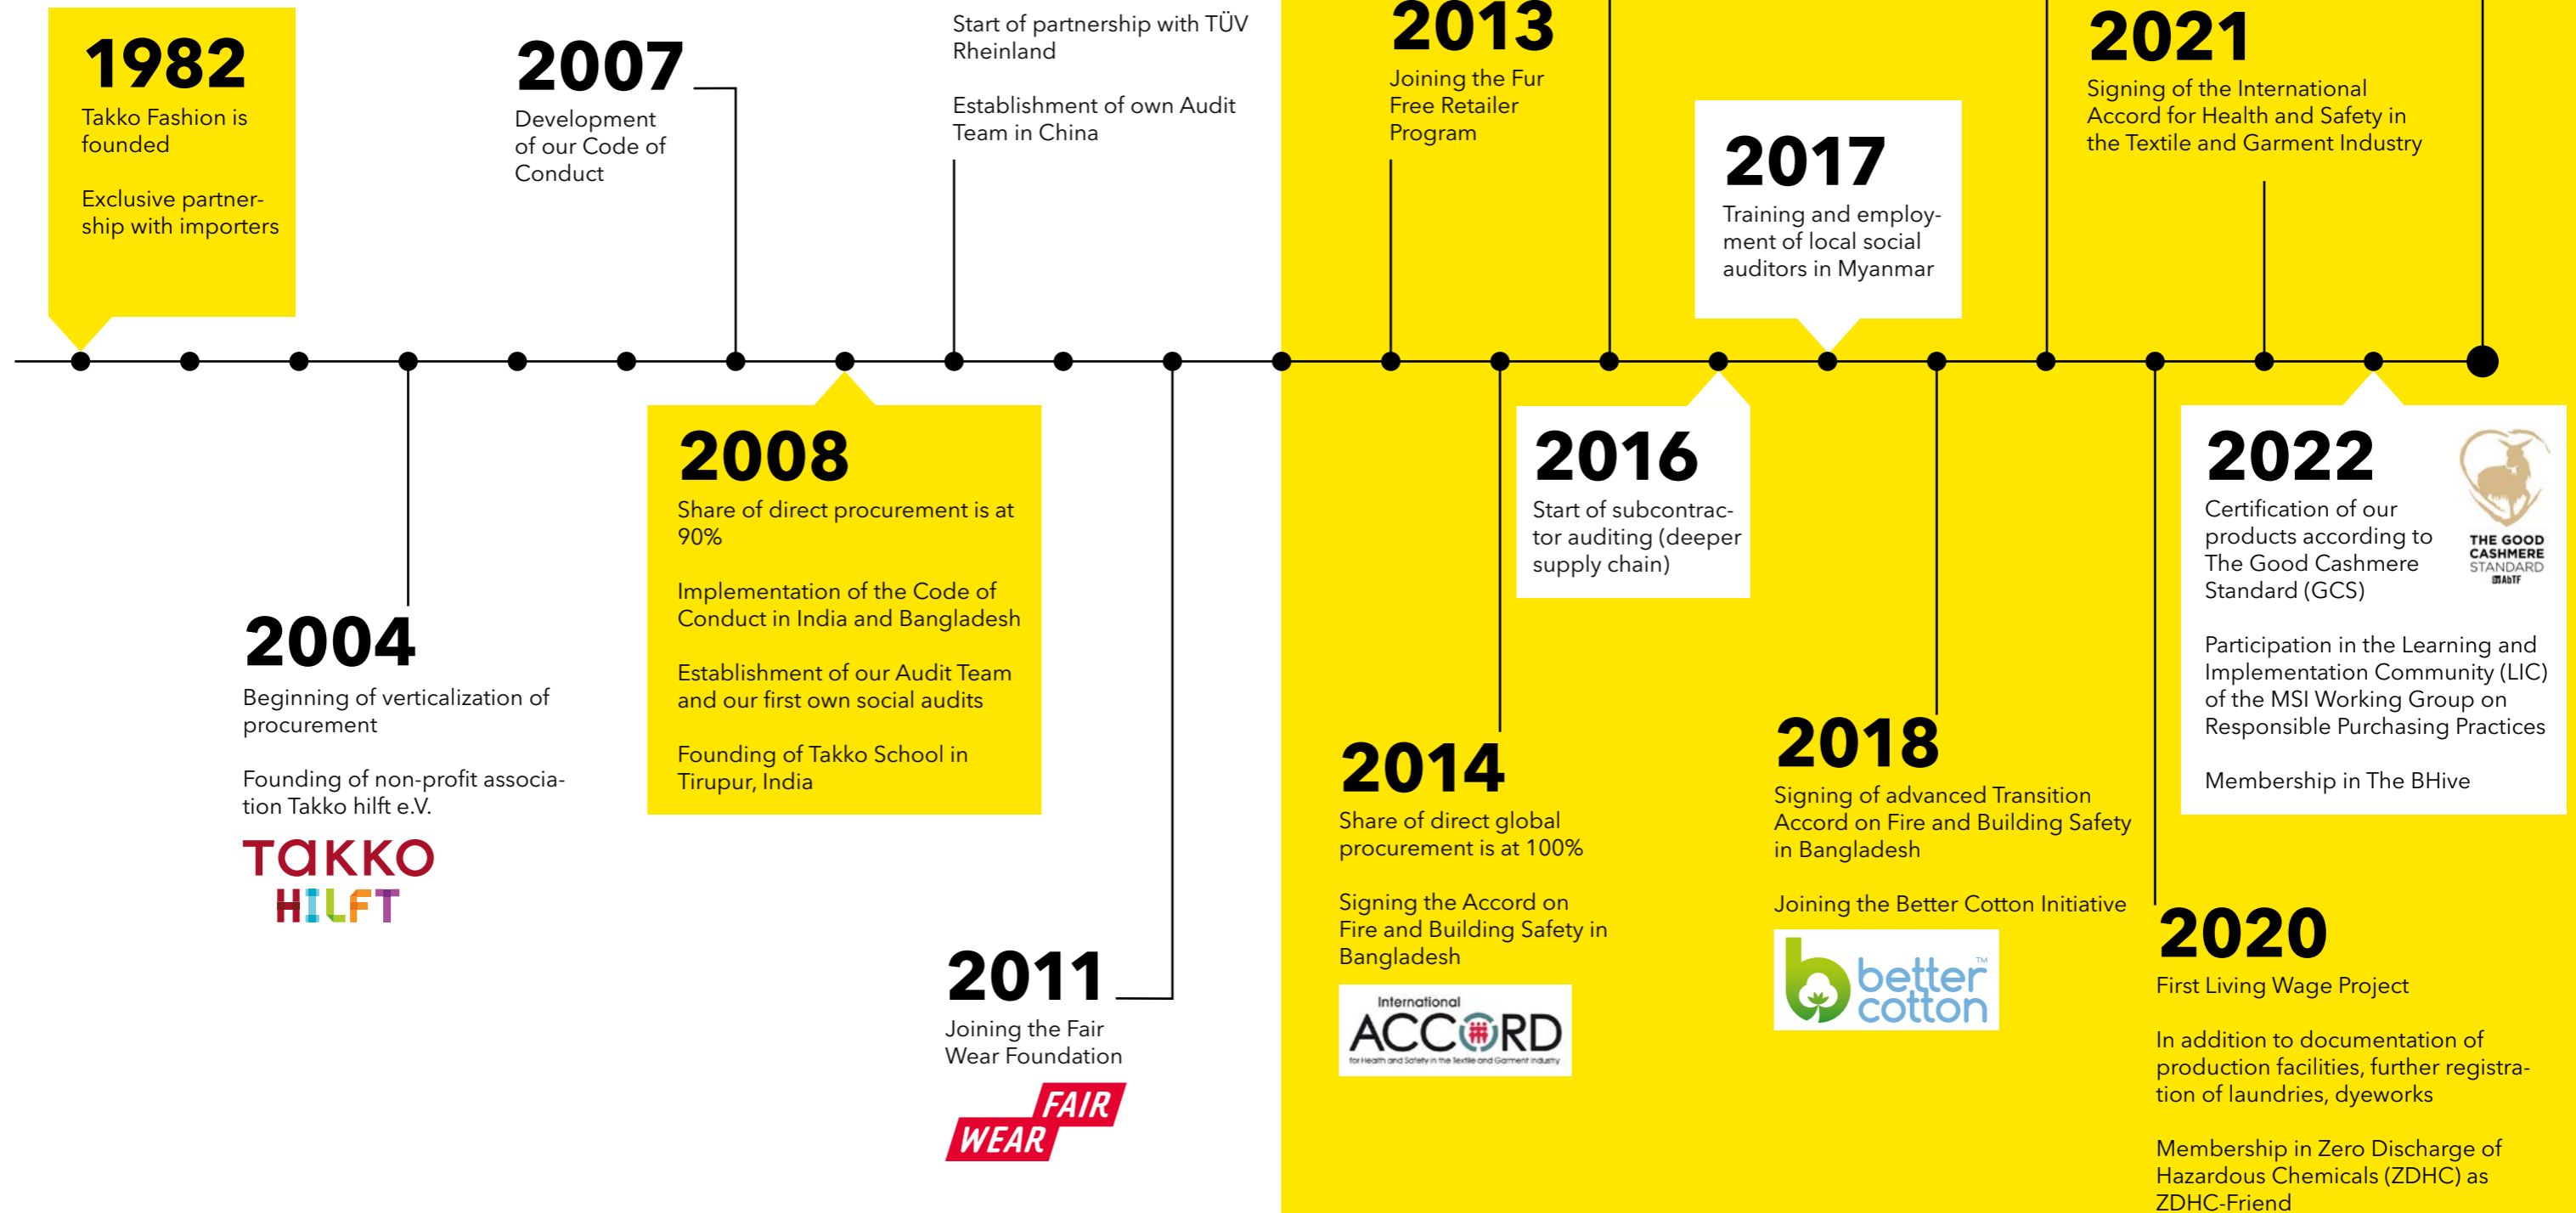 1982
Takko Fashion is
founded
Exclusive partner-
ship with importers
2004
Beginning of verticalization of
procurement
Founding of non-profit associa-
tion Takko hilft e.V.
TAKKO
HILFT
2007
Development
of our Code of
Conduct
2008
Share of direct procurement is at
90%
Implementation of the Code of
Conduct in India and Bangladesh
Establishment of our Audit Team
and our first own social audits
Founding of Takko School in
Tirupur, India
Start of partnership with TÜV
Rheinland
Establishment of own Audit
Team in China
2011
Joining the Fair
Wear Foundation
FAIR
WEAR
2013
Joining the Fur
Free Retailer
Program
2014
Share of direct global
procurement is at 100%
Signing the Accord on
Fire and Building Safety in
Bangladesh
International
ACCORD
for Health and Safety in the Textile and Garment Industry
2016
Start of subcontrac-
tor auditing (deeper
supply chain)
2017
Training and employ-
ment of local social
auditors in Myanmar
2018
Signing of advanced Transition
Accord on Fire and Building Safety
in Bangladesh
Joining the Better Cotton Initiative
better™
cotton
2020
First Living Wage Project
In addition to documentation of
production facilities, further registra-
tion of laundries, dyeworks
Membership in Zero Discharge of
Hazardous Chemicals (ZDHC) as
ZDHC-Friend
2021
Signing of the International
Accord for Health and Safety in
the Textile and Garment Industry
2022
Certification of our
products according to
The Good Cashmere
Standard (GCS)
Participation in the Learning and
Implementation Community (LIC)
of the MSI Working Group on
Responsible Purchasing Practices
Membership in The BHive
THE GOOD
CASHMERE
STANDARD
AbTF